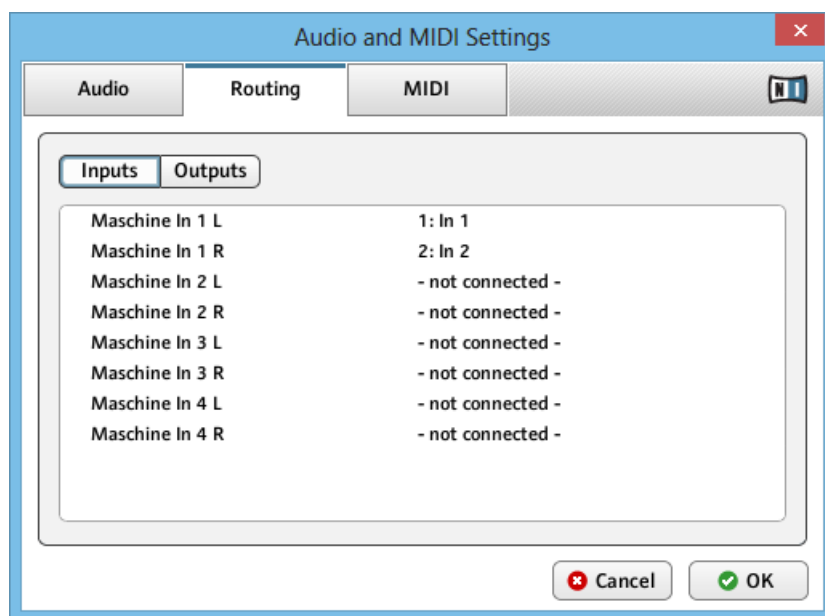 Audio and MIDI Settings
Audio Routing MIDI
Inputs Outputs
Maschine In 1 L 1: In 1
Maschine In 1 R 2: In 2
Maschine In 2 L - not connected -
Maschine In 2 R - not connected -
Maschine In 3 L - not connected -
Maschine In 3 R - not connected -
Maschine In 4 L - not connected -
Maschine In 4 R - not connected -
Cancel OK